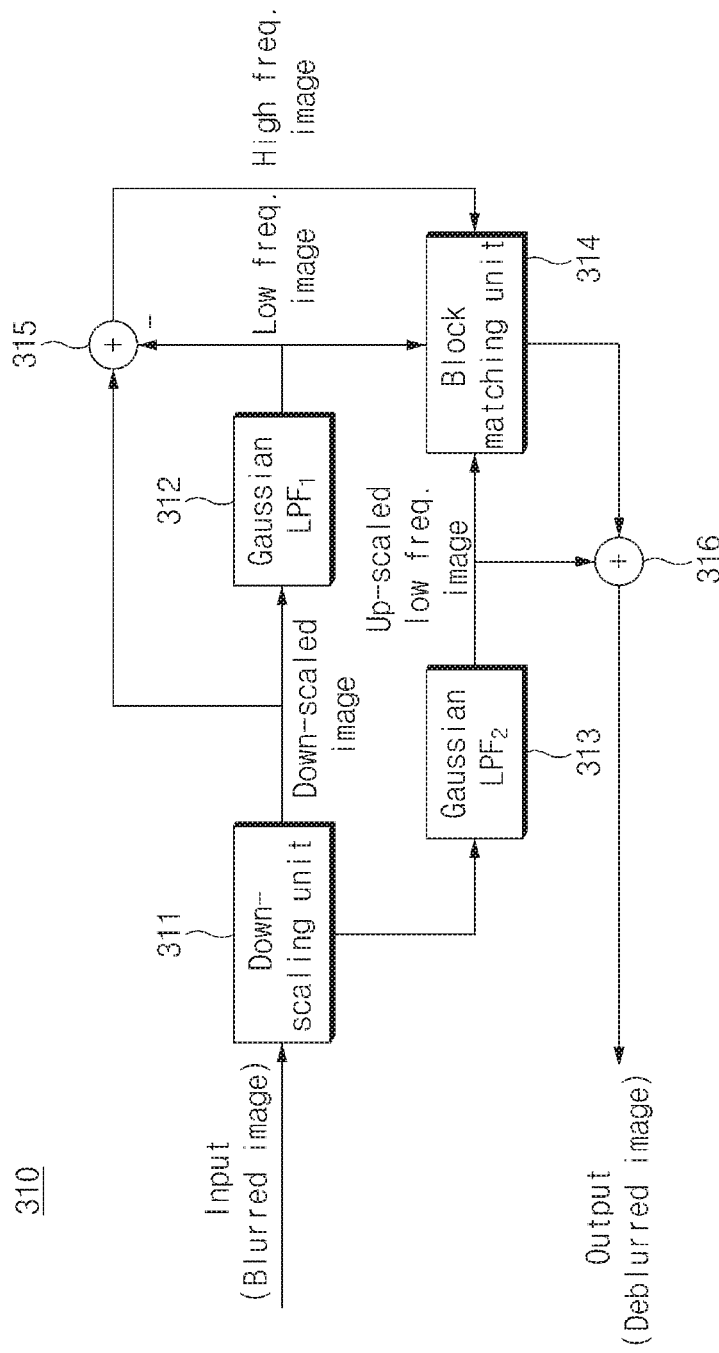 310
Input
(Blurred image)
311
Down-
scaling unit
Down-scaled
image
312
Gaussian
LPF₁
315
+
-
Low freq.
image
High freq.
image
313
Gaussian
LPF₂
Up-scaled
low freq.
image
Block
matching unit
314
+
316
Output
(Deblurred image)